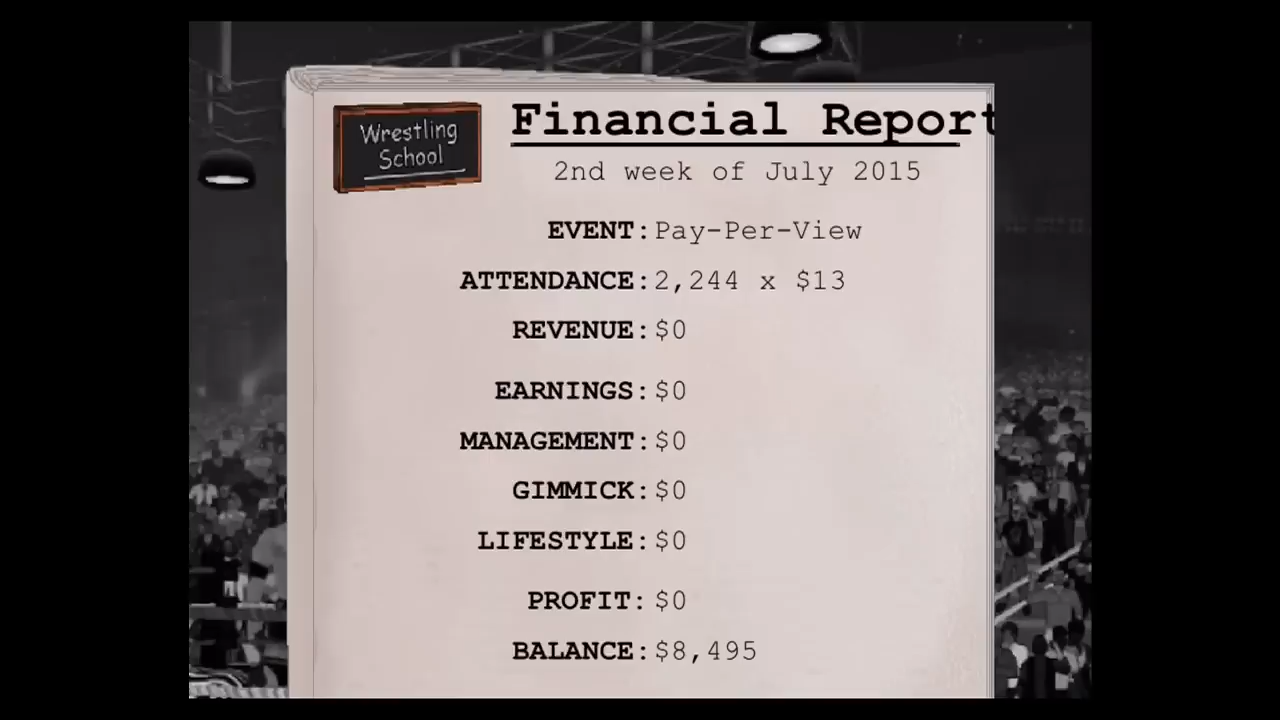 Wrestling
School
Financial Report
2nd week of July 2015
EVENT: Pay-Per-View
ATTENDANCE: 2,244 x $13
REVENUE: $0
EARNINGS: $0
MANAGEMENT: $0
GIMMICK: $0
LIFESTYLE: $0
PROFIT: $0
BALANCE: $8,495